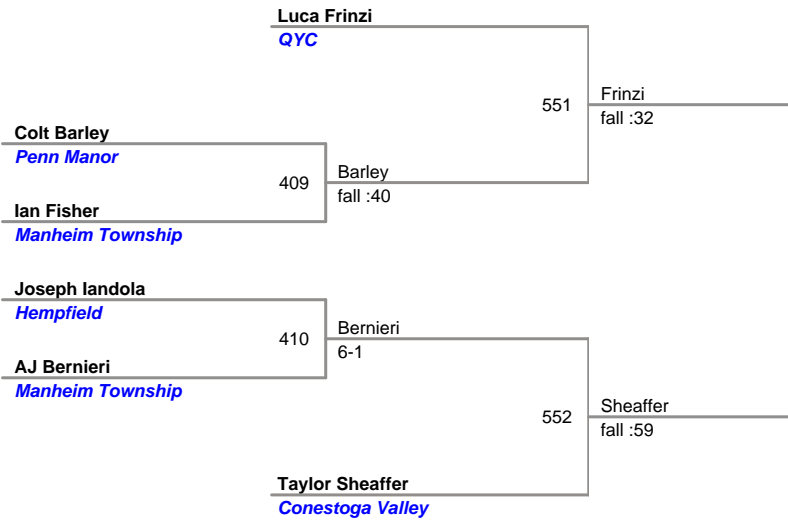 Luca Frinzi
QYC
551
Frinzi
fall :32
Colt Barley
Penn Manor
409
Barley
fall :40
Ian Fisher
Manheim Township
Joseph Iandola
Hempfield
410
Bernieri
6-1
AJ Bernieri
Manheim Township
552
Sheaffer
fall :59
Taylor Sheaffer
Conestoga Valley